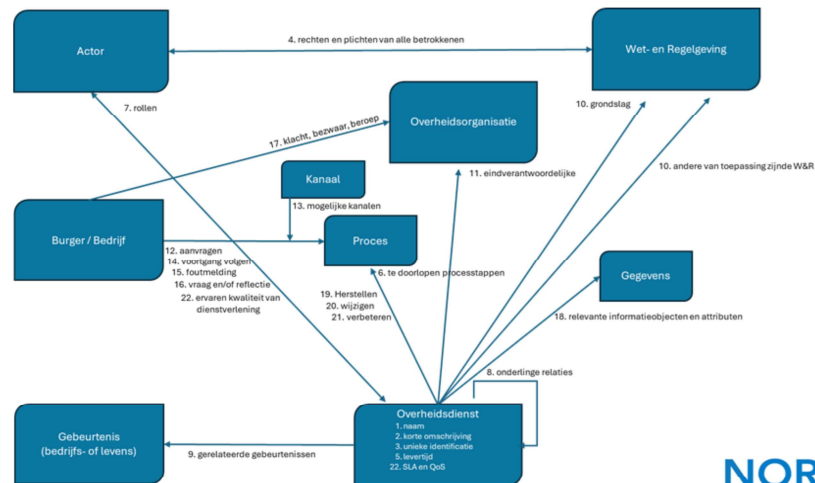 4. rechten en plichten van alle betrokkenen
Actor
Wet- en Regelgeving
7. rollen
10. grondslag
17. klacht, bezwaar, beroep
Overheidsorganisatie
10. andere van toepassing zijnde W&R
11. eindverantwoordelijke
Kanaal
13. mogelijke kanalen
Burger / Bedrijf
Proces
12. aanvragen
14. voortgang volgen
15. foutmelding
16. vraag en/of reflectie
22. ervaren kwaliteit van
dienstverlening
6. te doorlopen processtappen
Gegevens
19. Herstellen
20. wijzigen
21. verbeteren
18. relevante informatieobjecten en attributen
8. onderlinge relaties
Gebeurtenis
(bedrijfs- of levens)
9. gerelateerde gebeurtenissen
Overheidsdienst
1. naam
2. korte omschrijving
3. unieke identificatie
5. levertijd
22. SLA en QoS
NOR